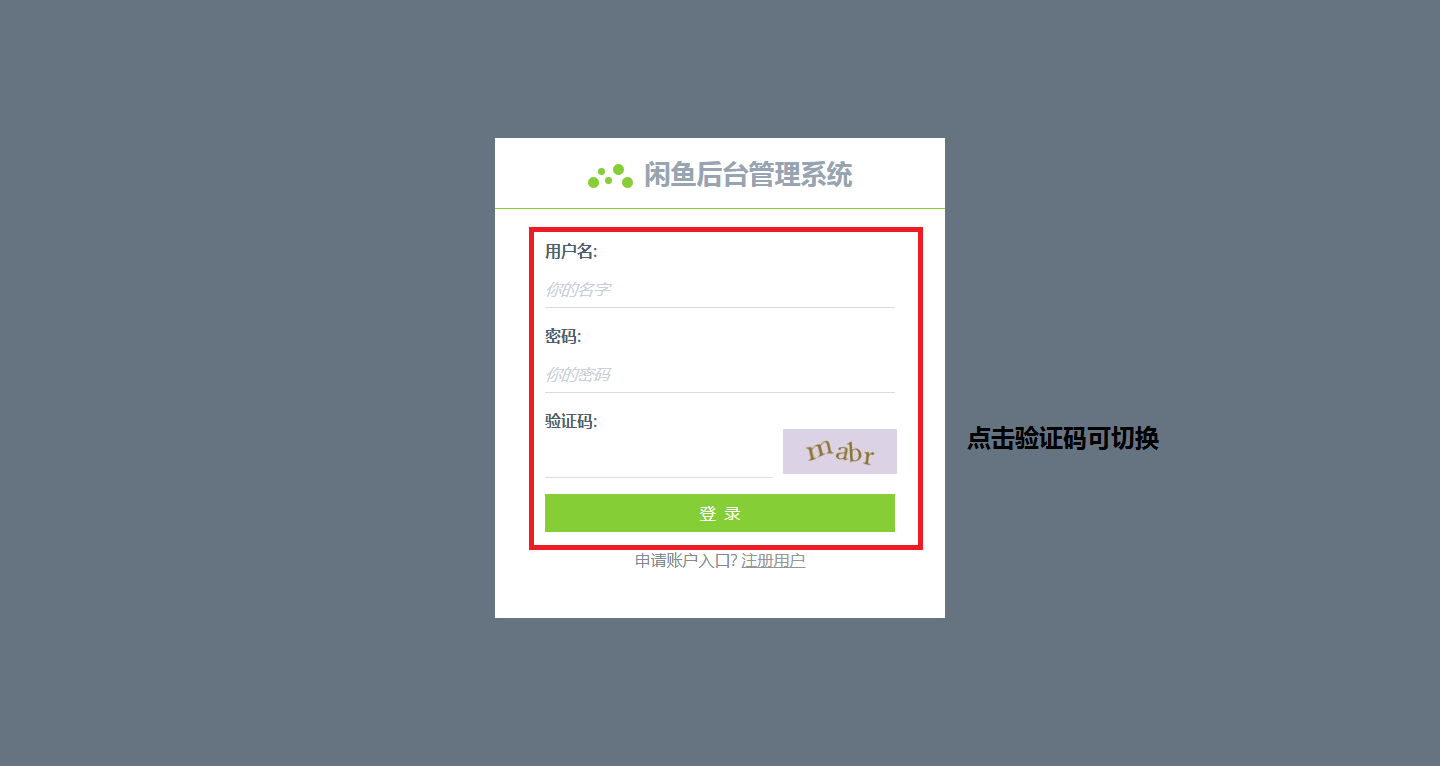 闲鱼后台管理系统
用户名:
你的名字
密码:
你的密码
验证码:
mabr
点击验证码可切换
登 录
申请账户入口? 注册用户